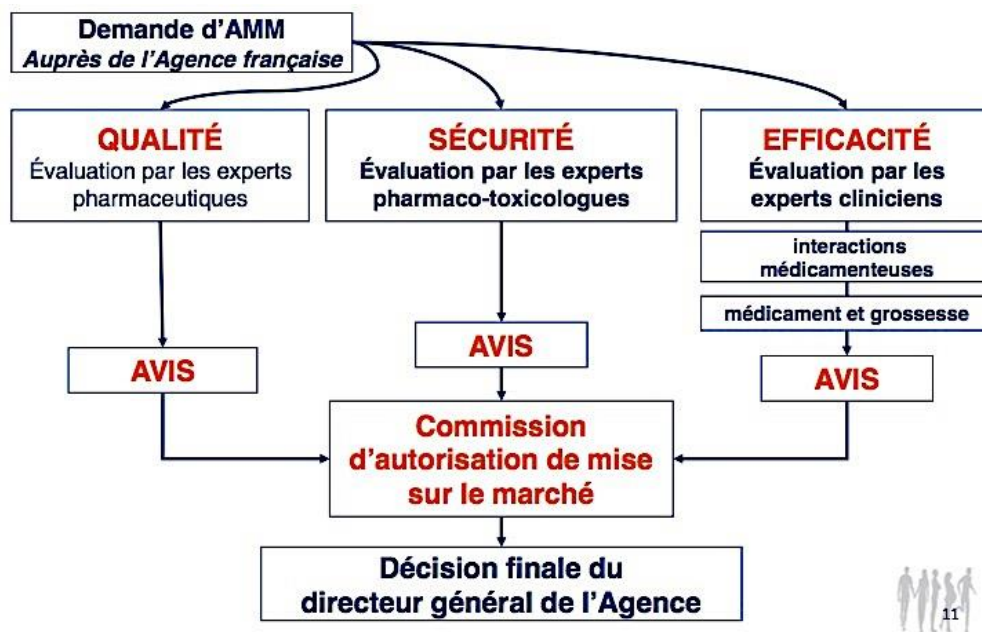 Demande d'AMM
Auprès de l'Agence française
QUALITÉ
Évaluation par les experts
pharmaceutiques
SÉCURITÉ
Évaluation par les experts
pharmaco-toxicologues
EFFICACITÉ
Évaluation par les
experts cliniciens
interactions
médicamenteuses
médicament et grossesse
AVIS
AVIS
AVIS
Commission
d'autorisation de mise
sur le marché
Décision finale du
directeur général de l'Agence
11